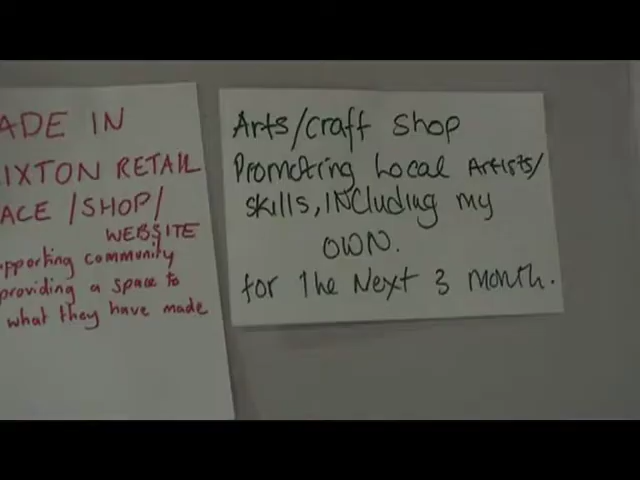 ADE IN
IXTON RETAIL
ACE /SHOP/
WEBSITE
pporting community
providing a space to
what they have made
Arts/craft shop
Promoting Local Artists/
skills, INCluding my
OWN.
for The Next 3 month.